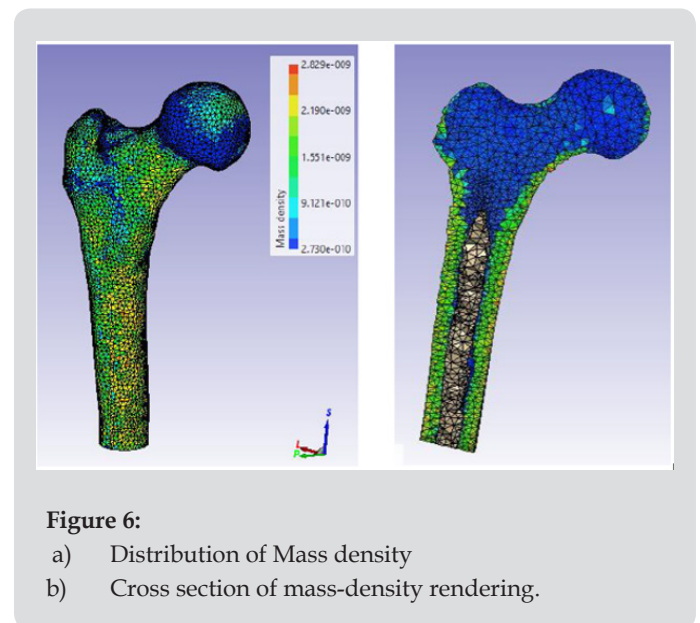 2.829e-009
2.190e-009
1.551e-009
9.121e-010
2.730e-010
Mass density
S
L
P
Figure 6:
a) Distribution of Mass density
b) Cross section of mass-density rendering.